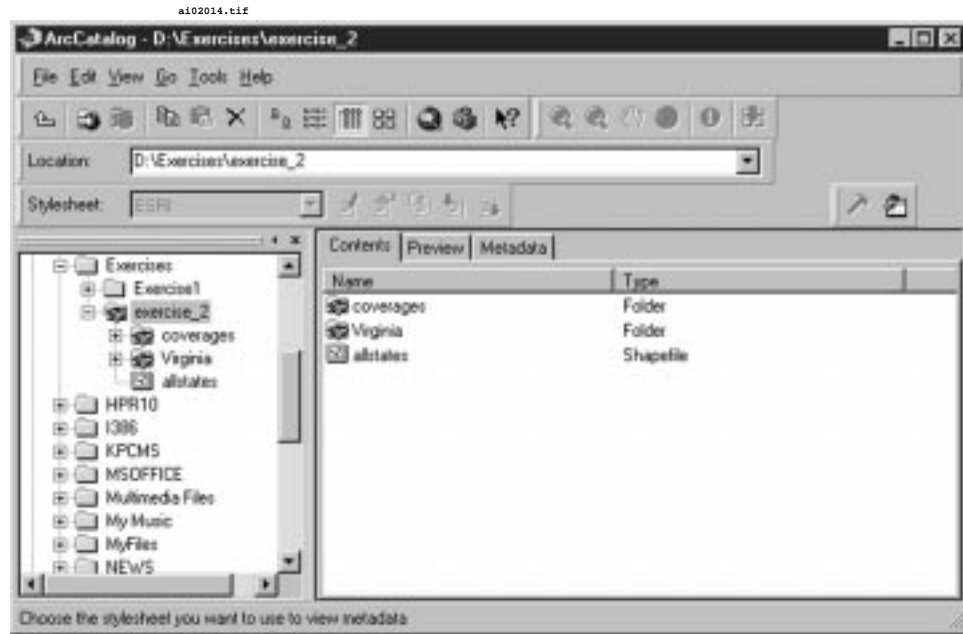 ai02014.tif
ArcCatalog - D:\Exercises\exercise_2
File Edit View Go Tools Help
Location: D:\Exercises\exercise_2
Stylesheet: ESRI
Contents Preview Metadata
Exercises
Exercise1
exercise_2
coverages
Virginia
allstates
HPR10
I386
KPCMS
MSOFFICE
Multimedia Files
My Music
MyFiles
NEWS
Name Type
coverages Folder
Virginia Folder
allstates Shapefile
Choose the stylesheet you want to use to view metadata